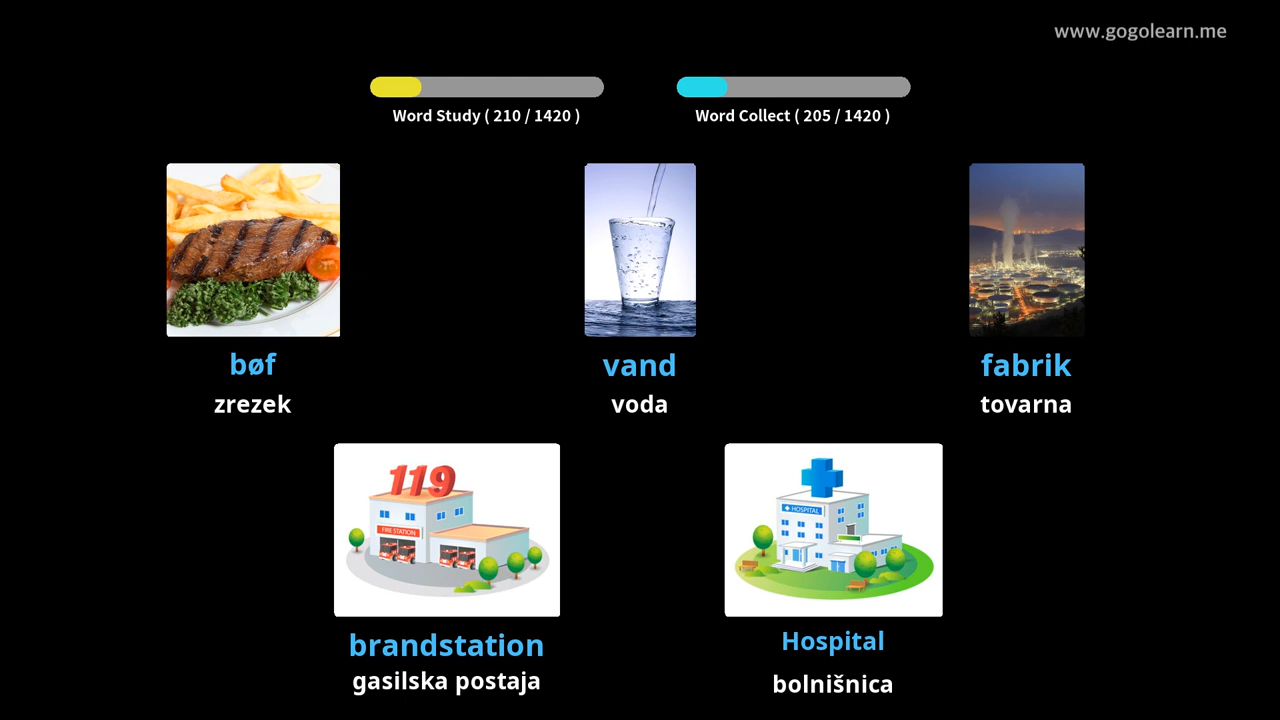 www.gogolearn.me
Word Study ( 210 / 1420 )
Word Collect ( 205 / 1420 )
bøf
zrezek
vand
voda
fabrik
tovarna
119
FIRE STATION
brandstation
gasilska postaja
HOSPITAL
Hospital
bolnišnica